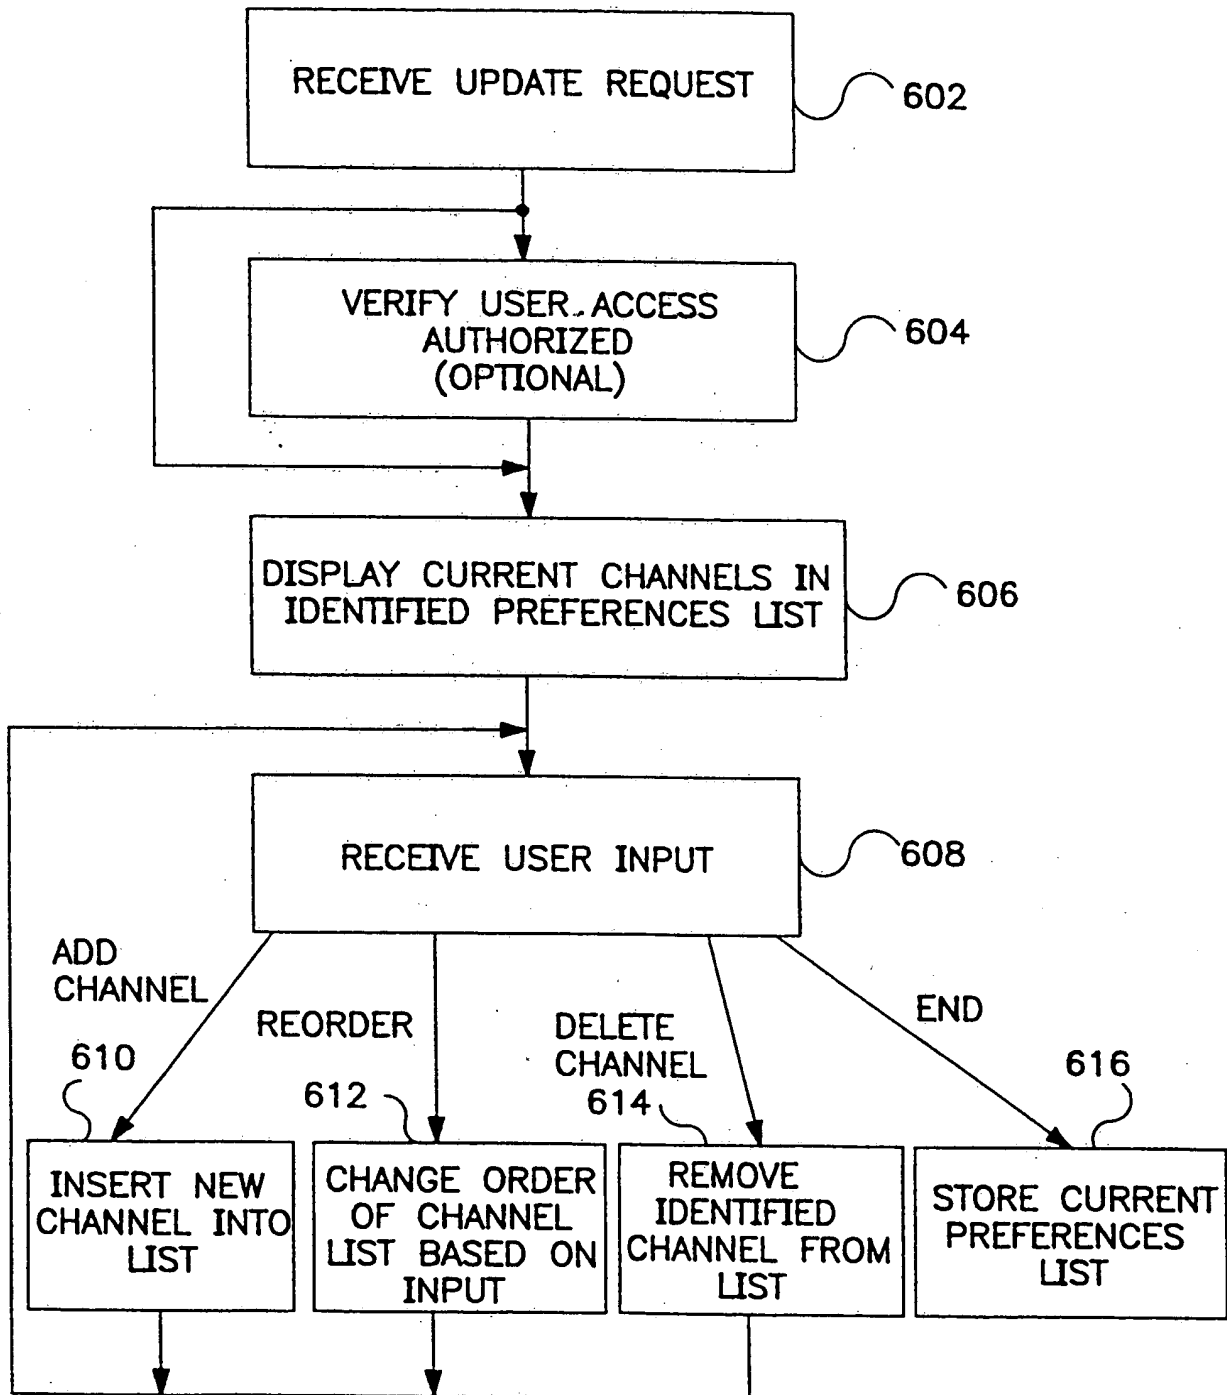 RECEIVE UPDATE REQUEST
602
VERIFY USER ACCESS
AUTHORIZED
(OPTIONAL)
604
DISPLAY CURRENT CHANNELS IN
IDENTIFIED PREFERENCES LIST
606
RECEIVE USER INPUT
608
ADD
CHANNEL
REORDER
DELETE
CHANNEL
END
610
612
614
616
INSERT NEW
CHANNEL INTO
LIST
CHANGE ORDER
OF CHANNEL
LIST BASED ON
INPUT
REMOVE
IDENTIFIED
CHANNEL FROM
LIST
STORE CURRENT
PREFERENCES
LIST